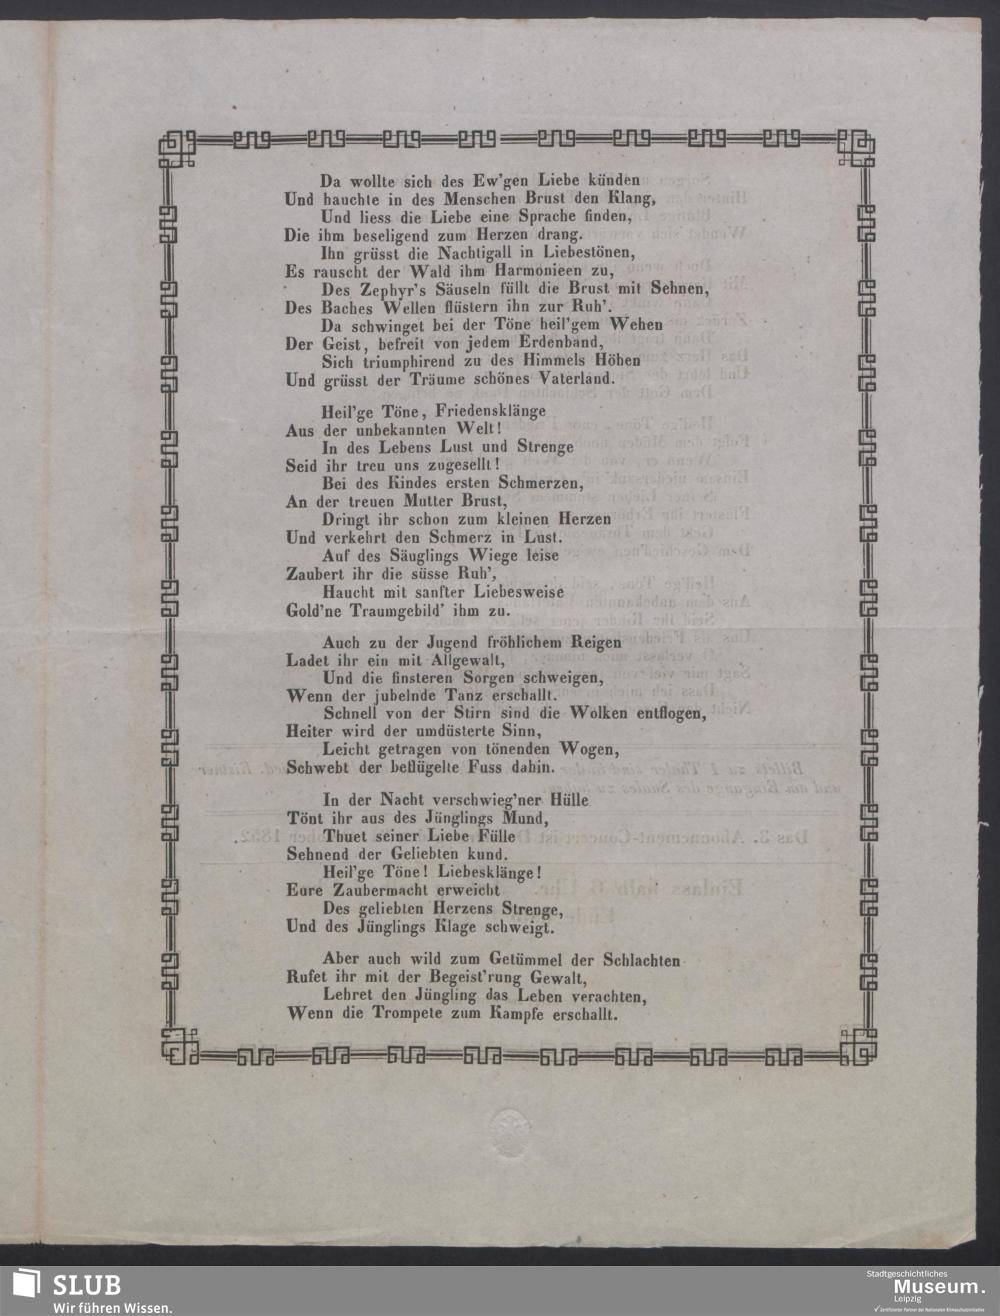 Da wollte sich des Ew'gen Liebe künden
Und hauchte in des Menschen Brust den Klang,
Und liess die Liebe eine Sprache finden,
Die ihm beseligend zum Herzen drang.
Ihn grüsst die Nachtigall in Liebestönen,
Es rauscht der Wald ihm Harmonieen zu,
Des Zephyr's Säuseln füllt die Brust mit Sehnen,
Des Baches Wellen flüstern ihn zur Ruh'.
Da schwinget bei der Töne heil'gem Wehen
Der Geist, befreit von jedem Erdenband,
Sich triumphirend zu des Himmels Höhen
Und grüsst der Träume schönes Vaterland.
Heil'ge Töne, Friedensklänge
Aus der unbekannten Welt!
In des Lebens Lust und Strenge
Seid ihr treu uns zugesellt!
Bei des Kindes ersten Schmerzen,
An der treuen Mutter Brust,
Dringt ihr schon zum kleinen Herzen
Und verkehrt den Schmerz in Lust.
Auf des Säuglings Wiege leise
Zaubert ihr die süsse Ruh',
Haucht mit sanfter Liebesweise
Gold'ne Traumgebild' ihm zu.
Auch zu der Jugend fröhlichem Reigen
Ladet ihr ein mit Allgewalt,
Und die finsteren Sorgen schweigen,
Wenn der jubelnde Tanz erschallt.
Schnell von der Stirn sind die Wolken entflogen,
Heiter wird der umdüsterte Sinn,
Leicht getragen von tönenden Wogen,
Schwebt der beflügelte Fuss dahin.
In der Nacht verschwieg'ner Hülle
Tönt ihr aus des Jünglings Mund,
Thuet seiner Liebe Fülle
Sehnend der Geliebten kund.
Heil'ge Töne! Liebesklänge!
Eure Zaubermacht erweicht
Des geliebten Herzens Strenge,
Und des Jünglings Klage schweigt.
Aber auch wild zum Getümmel der Schlachten
Rufet ihr mit der Begeist'rung Gewalt,
Lehret den Jüngling das Leben verachten,
Wenn die Trompete zum Kampfe erschallt.
SLUB
Wir führen Wissen.
Stadtgeschichtliches
Museum.
Leipzig
Zertifizierter Partner der Nationalen Klimaschutzinitiative